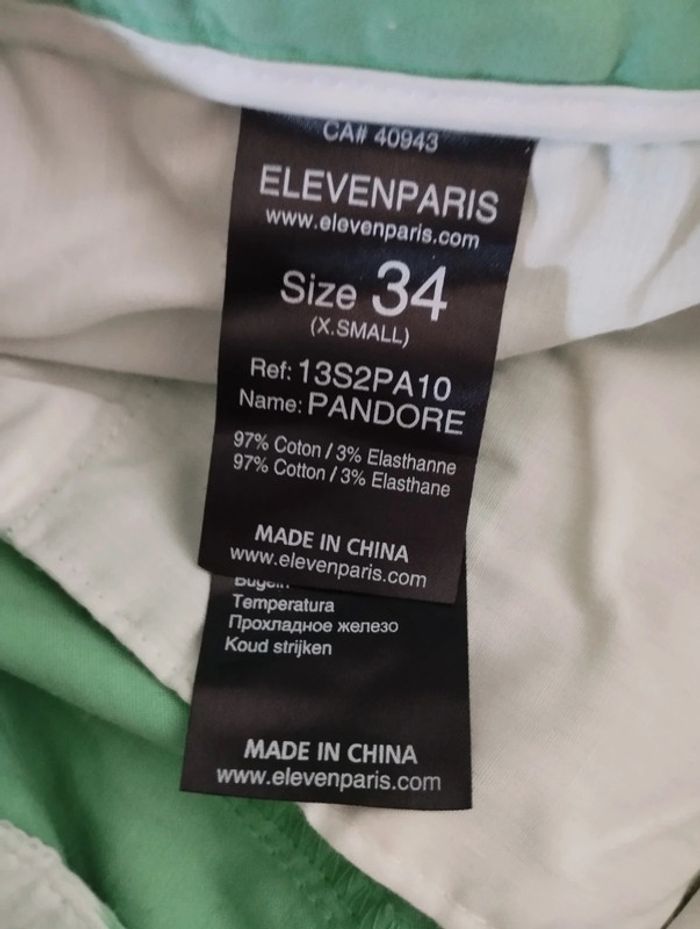 CA# 40943
ELEVENPARIS
www.elevenparis.com
Size 34
(X.SMALL)
Ref: 13S2PA10
Name: PANDORE
97% Coton / 3% Elasthanne
97% Cotton / 3% Elasthane
MADE IN CHINA
www.elevenparis.com
Temperatura
Прохладное железо
Koud strijken
MADE IN CHINA
www.elevenparis.com